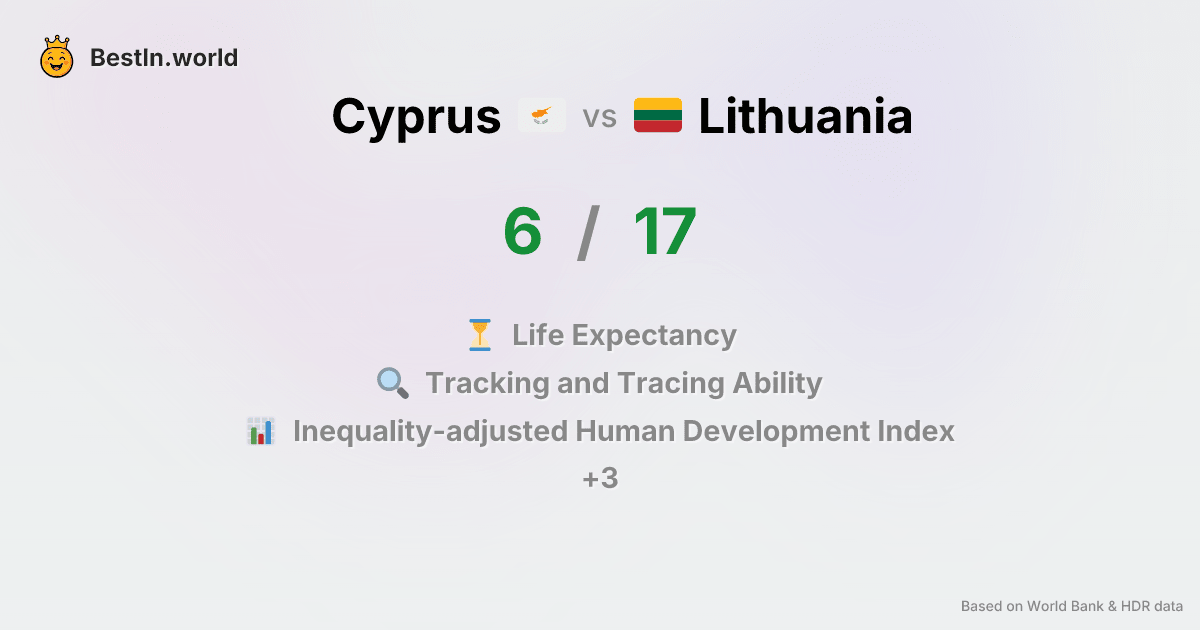 BestIn.world
Cyprus vs Lithuania
6 / 17
Life Expectancy
Tracking and Tracing Ability
Inequality-adjusted Human Development Index
+3
Based on World Bank & HDR data